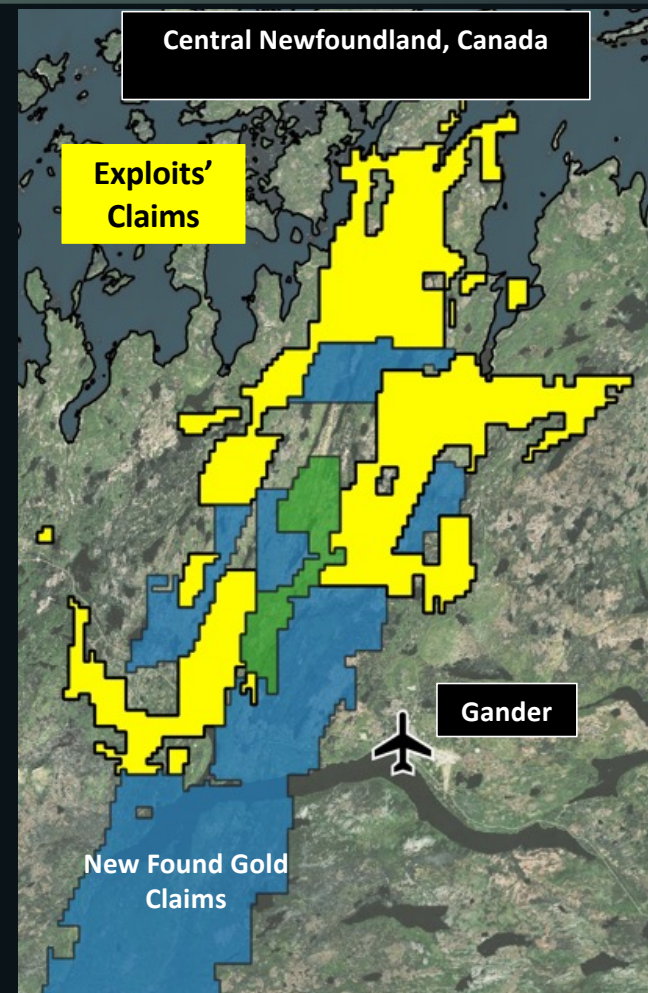 Central Newfoundland, Canada
Exploits’
Claims
Gander
New Found Gold
Claims